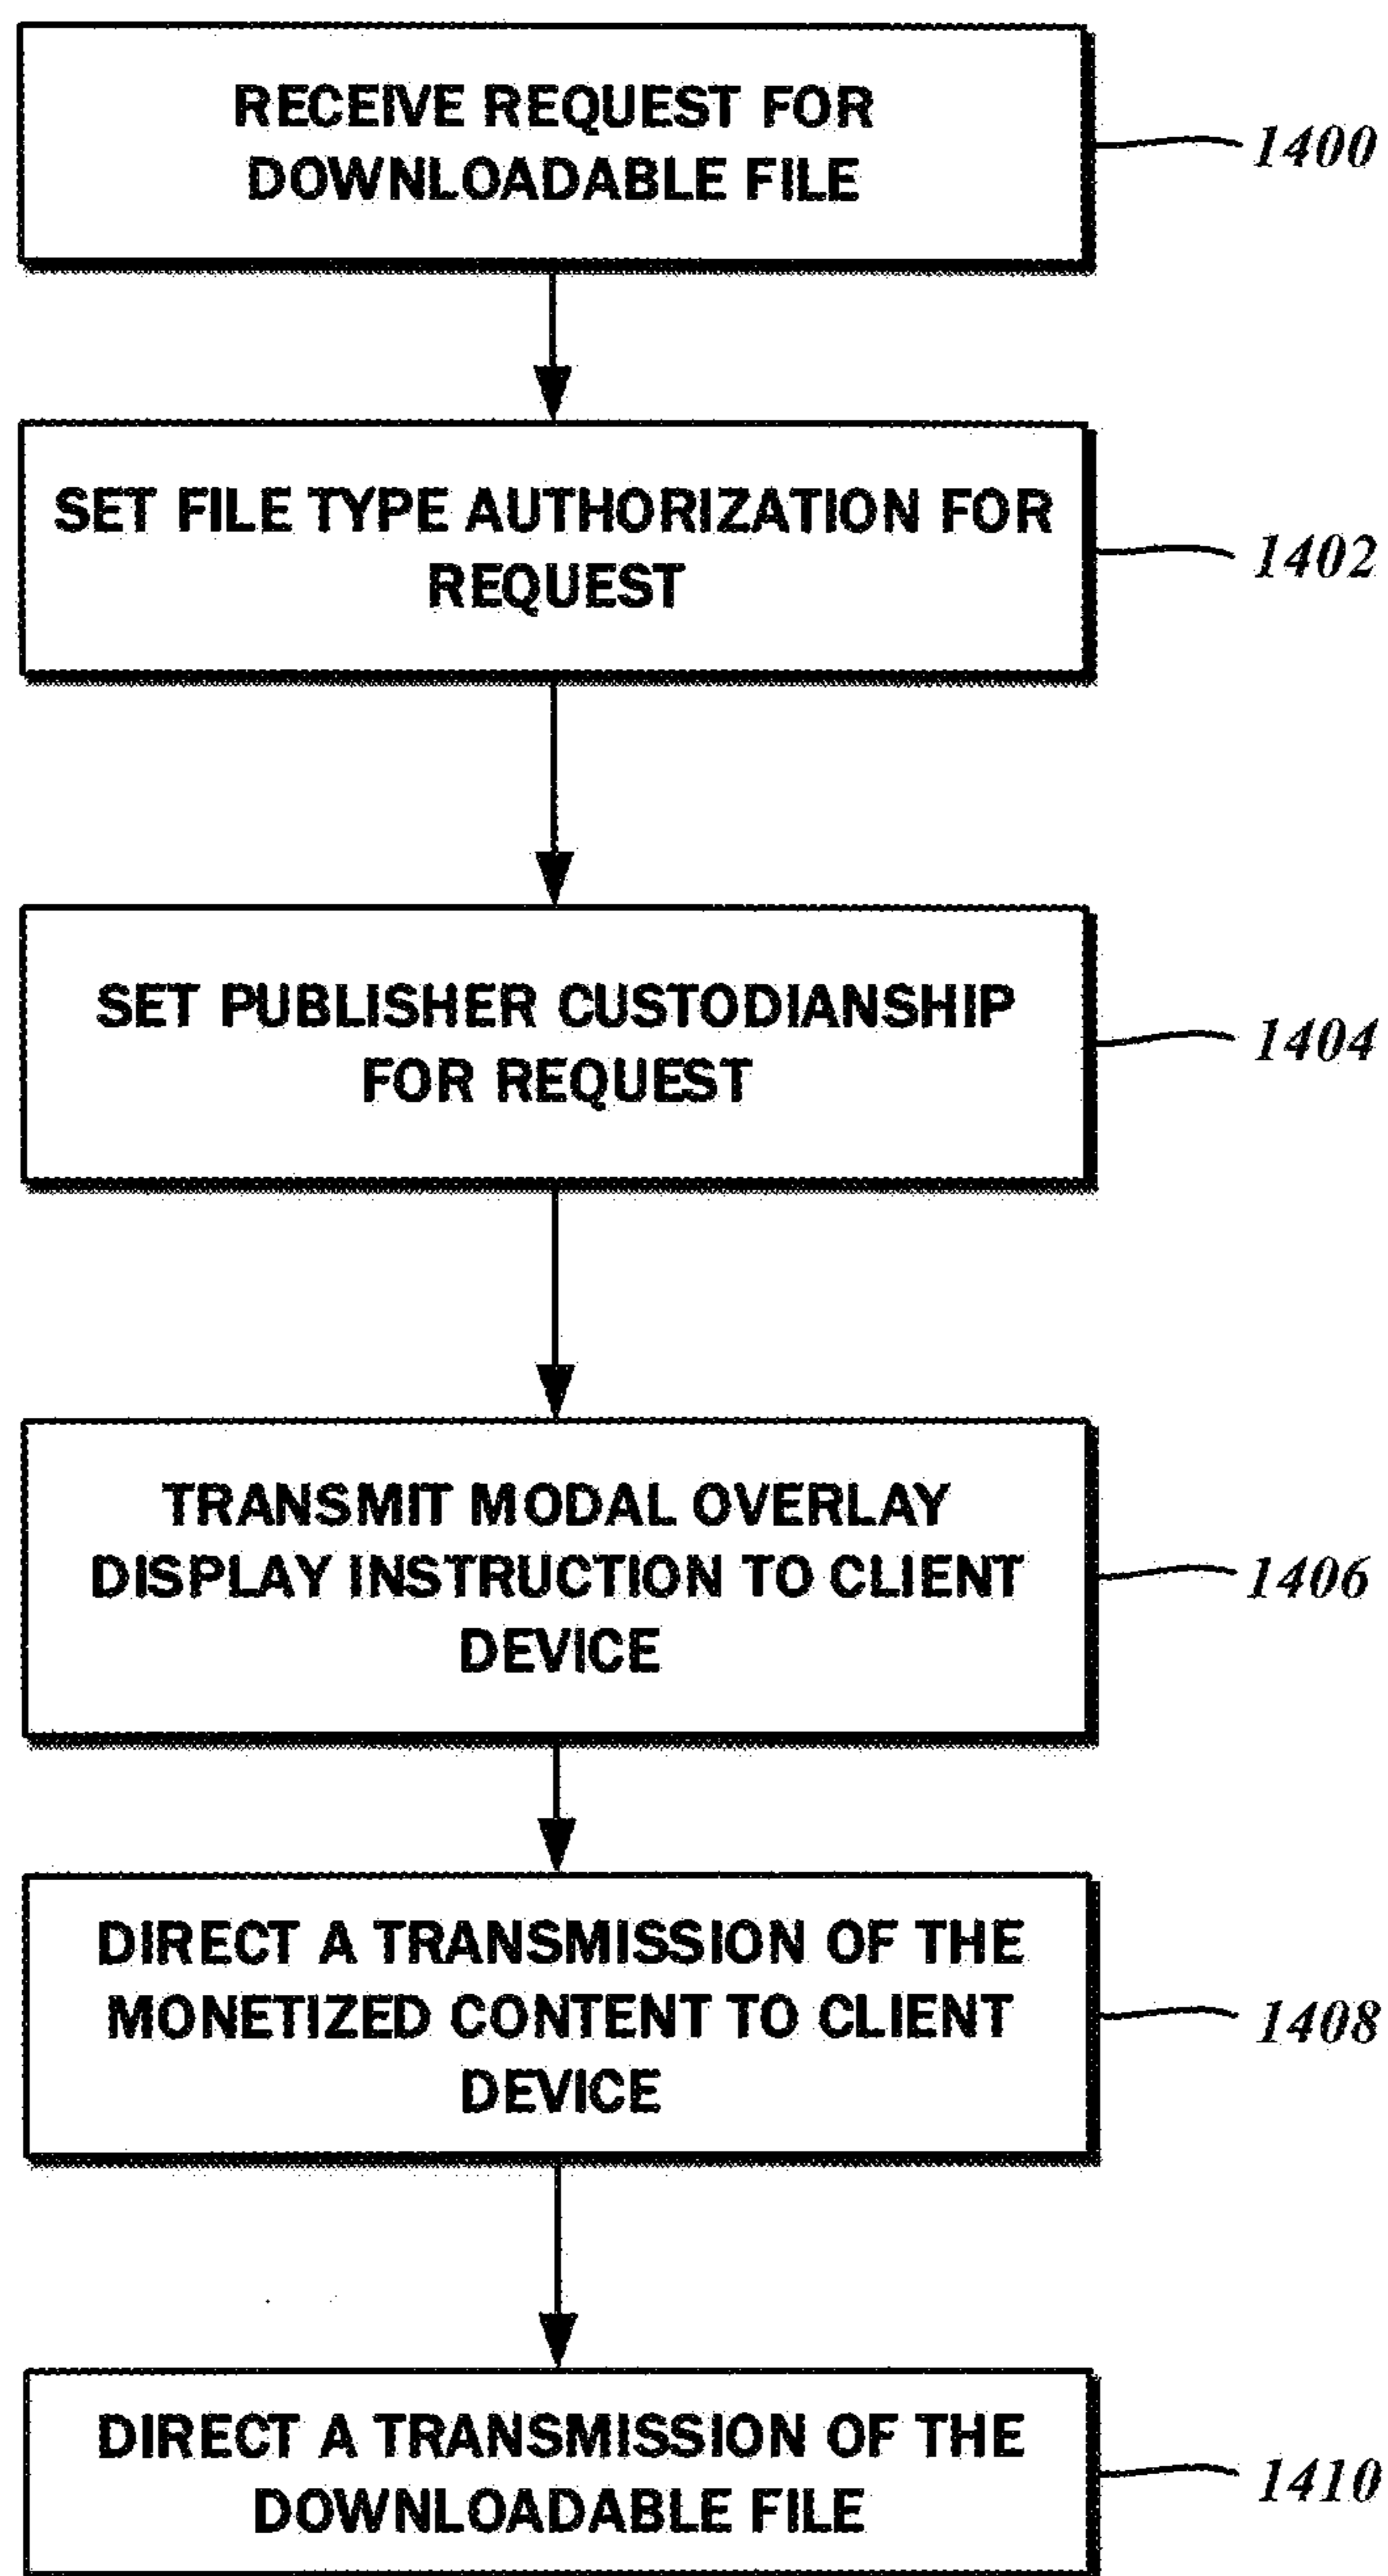 RECEIVE REQUEST FOR
DOWNLOADABLE FILE
1400
SET FILE TYPE AUTHORIZATION FOR
REQUEST
1402
SET PUBLISHER CUSTODIANSHIP
FOR REQUEST
1404
TRANSMIT MODAL OVERLAY
DISPLAY INSTRUCTION TO CLIENT
DEVICE
1406
DIRECT A TRANSMISSION OF THE
MONETIZED CONTENT TO CLIENT
DEVICE
1408
DIRECT A TRANSMISSION OF THE
DOWNLOADABLE FILE
1410